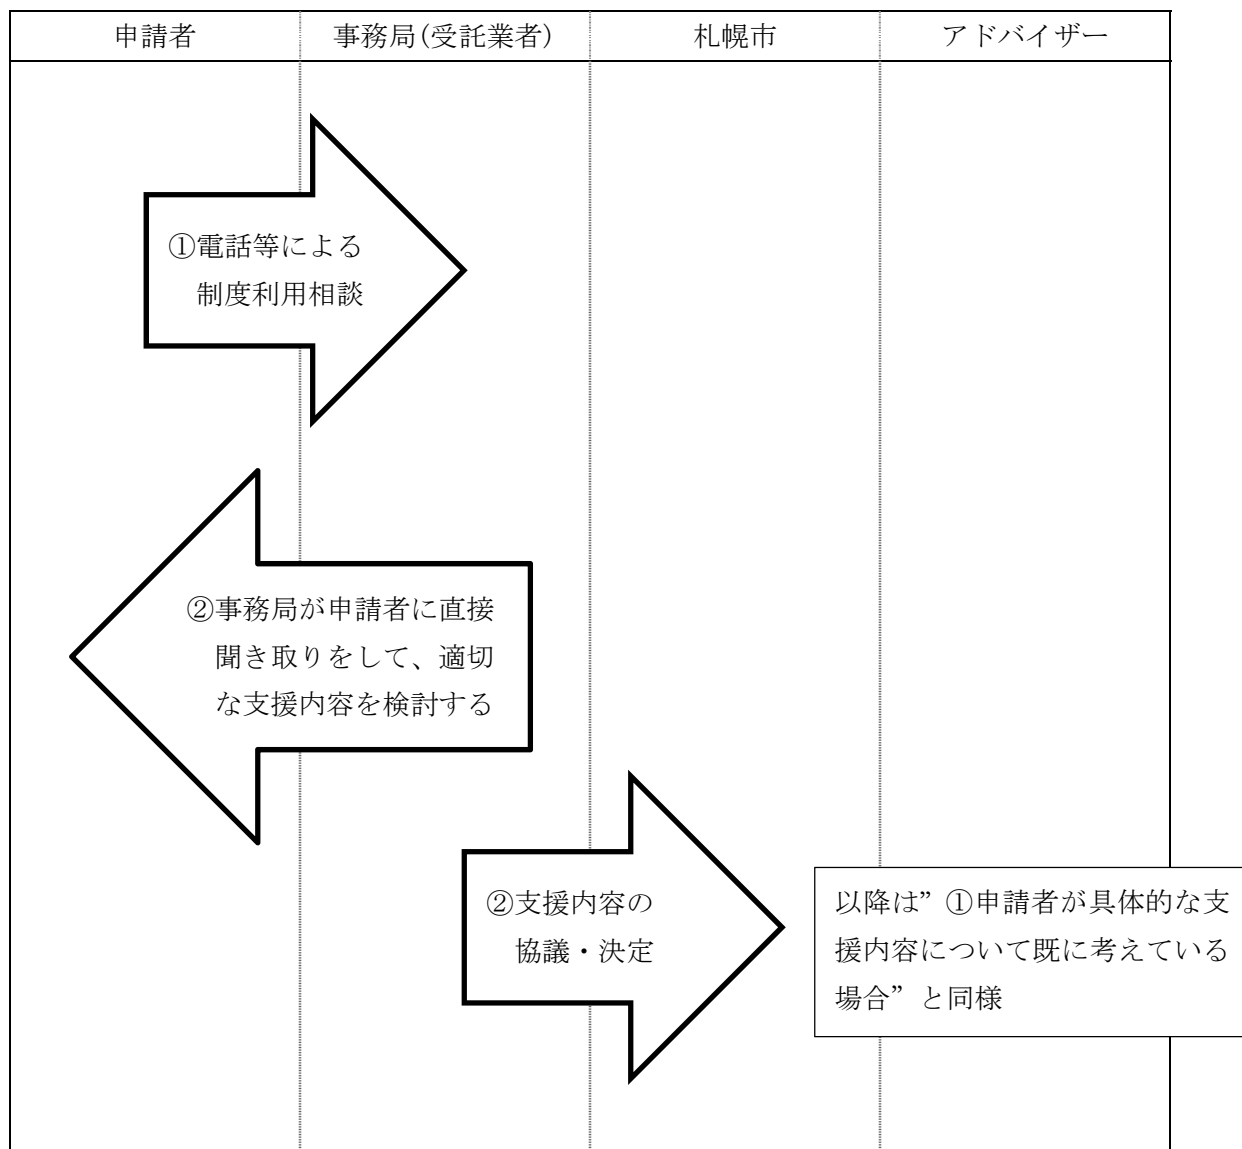 申請者
事務局(受託業者)
札幌市
アドバイザー
①電話等による
制度利用相談
②事務局が申請者に直接
聞き取りをして、適切
な支援内容を検討する
②支援内容の
協議・決定
以降は”①申請者が具体的な支
援内容について既に考えている
場合”と同様